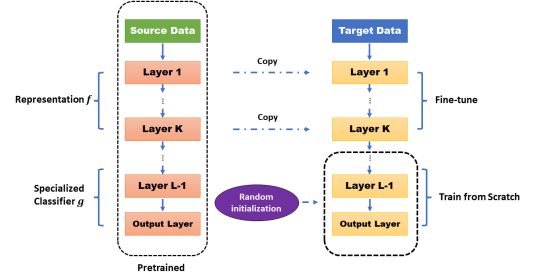 Source Data
Target Data
Copy
Layer 1
Layer 1
Representation f
Fine-tune
Copy
Layer K
Layer K
Specialized
Classifier g
Layer L-1
Random
initialization
Layer L-1
Train from Scratch
Output Layer
Output Layer
Pretrained